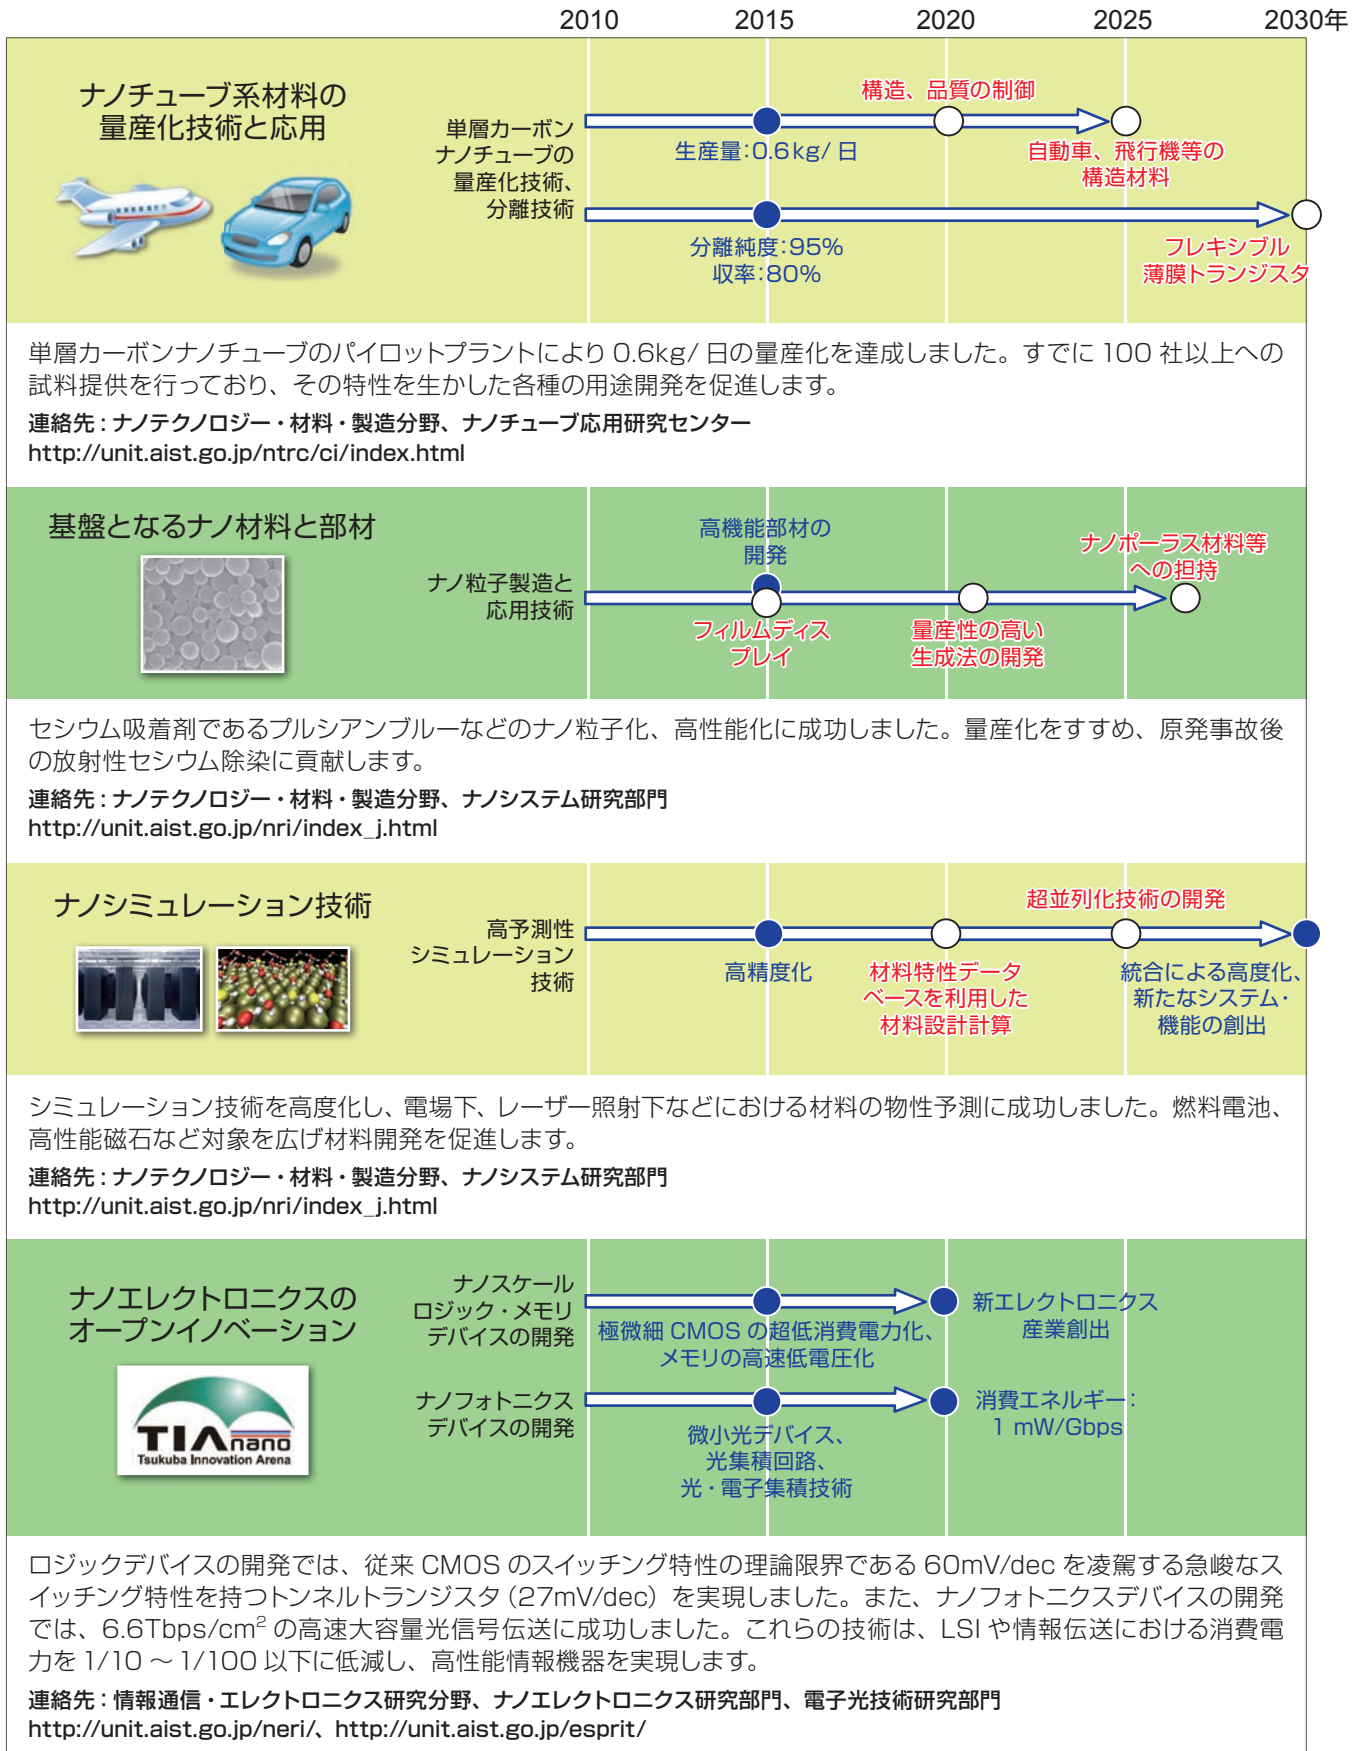 2010 2015 2020 2025 2030年
ナノチューブ系材料の
量産化技術と応用
単層カーボン
ナノチューブの
量産化技術、
分離技術
構造、品質の制御
生産量：0.6kg/ 日
自動車、飛行機等の
構造材料
分離純度：95%
収率：80%
フレキシブル
薄膜トランジスタ
単層カーボンナノチューブのパイロットプラントにより 0.6kg/ 日の量産化を達成しました。すでに 100 社以上への
試料提供を行っており、その特性を生かした各種の用途開発を促進します。
連絡先：ナノテクノロジー・材料・製造分野、ナノチューブ応用研究センター
http://unit.aist.go.jp/ntrc/ci/index.html
基盤となるナノ材料と部材
ナノ粒子製造と
応用技術
高機能部材の
開発
フィルムディス
プレイ
量産性の高い
生成法の開発
ナノポーラス材料等
への担持
セシウム吸着剤であるプルシアンブルーなどのナノ粒子化、高性能化に成功しました。量産化をすすめ、原発事故後
の放射性セシウム除染に貢献します。
連絡先：ナノテクノロジー・材料・製造分野、ナノシステム研究部門
http://unit.aist.go.jp/nri/index_j.html
ナノシミュレーション技術
高予測性
シミュレーション
技術
高精度化
材料特性データ
ベースを利用した
材料設計計算
超並列化技術の開発
統合による高度化、
新たなシステム・
機能の創出
シミュレーション技術を高度化し、電場下、レーザー照射下などにおける材料の物性予測に成功しました。燃料電池、
高性能磁石など対象を広げ材料開発を促進します。
連絡先：ナノテクノロジー・材料・製造分野、ナノシステム研究部門
http://unit.aist.go.jp/nri/index_j.html
ナノエレクトロニクスの
オープンイノベーション
TIA nano
Tsukuba Innovation Arena
ナノスケール
ロジック・メモリ
デバイスの開発
極微細 CMOS の超低消費電力化、
メモリの高速低電圧化
新エレクトロニクス
産業創出
ナノフォトニクス
デバイスの開発
微小光デバイス、
光集積回路、
光・電子集積技術
消費エネルギー：
1 mW/Gbps
ロジックデバイスの開発では、従来 CMOS のスイッチング特性の理論限界である 60mV/dec を凌駕する急峻なス
イッチング特性を持つトンネルトランジスタ（27mV/dec）を実現しました。また、ナノフォトニクスデバイスの開発
では、6.6Tbps/cm² の高速大容量光信号伝送に成功しました。これらの技術は、LSI や情報伝送における消費電
力を 1/10 ～ 1/100 以下に低減し、高性能情報機器を実現します。
連絡先：情報通信・エレクトロニクス研究分野、ナノエレクトロニクス研究部門、電子光技術研究部門
http://unit.aist.go.jp/neri/、http://unit.aist.go.jp/esprit/